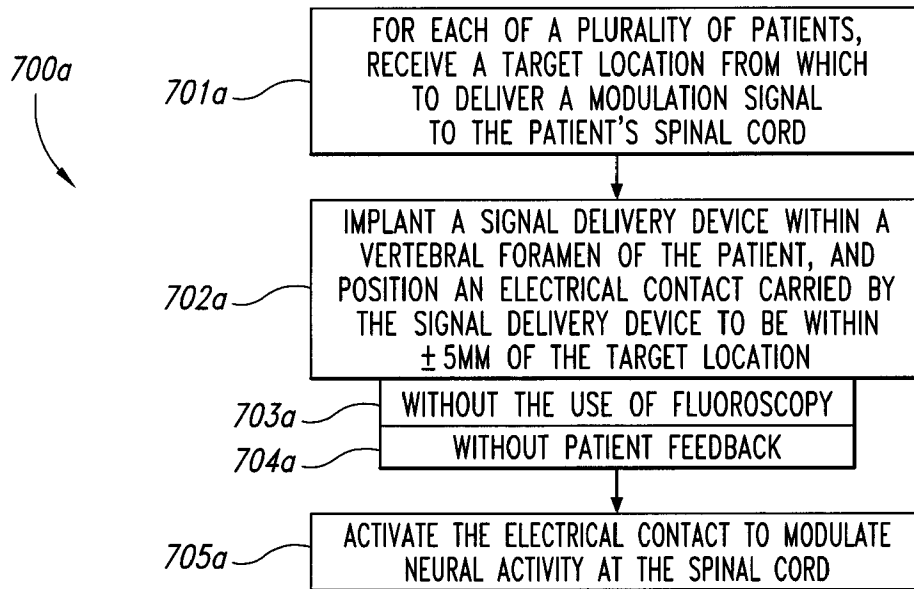 700a
701a
FOR EACH OF A PLURALITY OF PATIENTS,
RECEIVE A TARGET LOCATION FROM WHICH
TO DELIVER A MODULATION SIGNAL
TO THE PATIENT'S SPINAL CORD
702a
IMPLANT A SIGNAL DELIVERY DEVICE WITHIN A
VERTEBRAL FORAMEN OF THE PATIENT, AND
POSITION AN ELECTRICAL CONTACT CARRIED BY
THE SIGNAL DELIVERY DEVICE TO BE WITHIN
± 5MM OF THE TARGET LOCATION
703a
WITHOUT THE USE OF FLUOROSCOPY
704a
WITHOUT PATIENT FEEDBACK
705a
ACTIVATE THE ELECTRICAL CONTACT TO MODULATE
NEURAL ACTIVITY AT THE SPINAL CORD